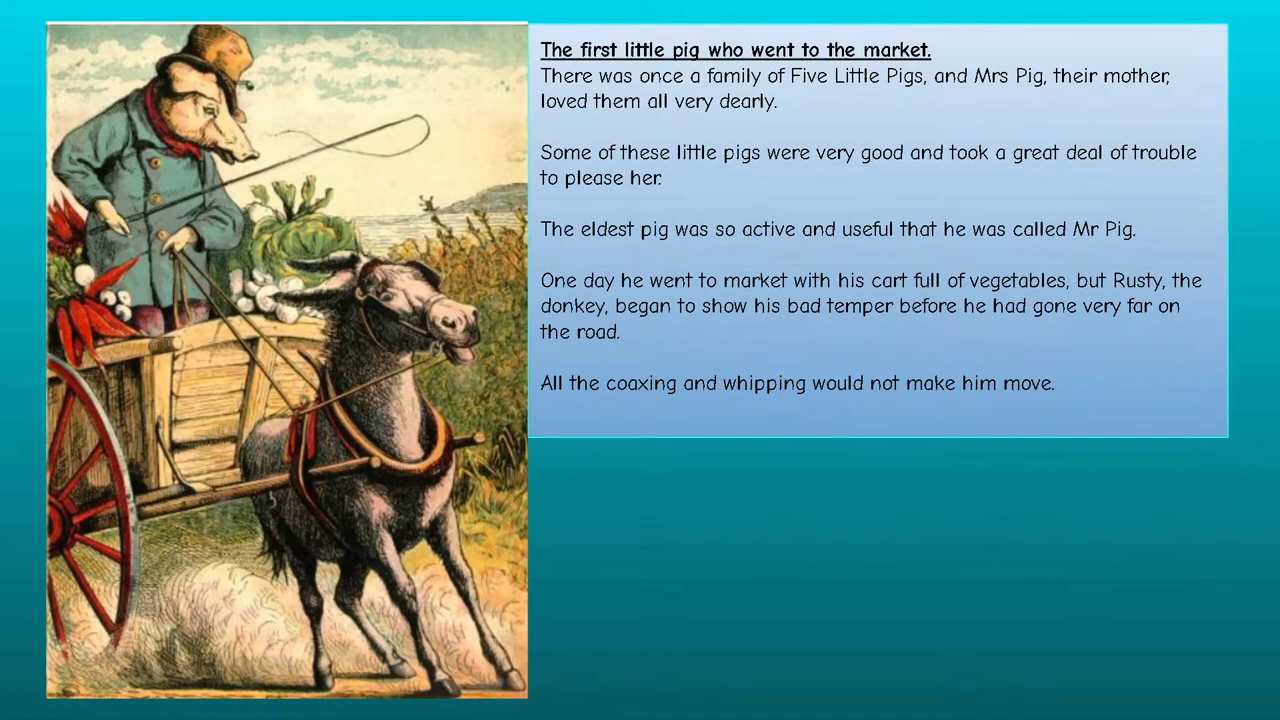 The first little pig who went to the market.
There was once a family of Five Little Pigs, and Mrs Pig, their mother,
loved them all very dearly.
Some of these little pigs were very good and took a great deal of trouble
to please her.
The eldest pig was so active and useful that he was called Mr Pig.
One day he went to market with his cart full of vegetables, but Rusty, the
donkey, began to show his bad temper before he had gone very far on
the road.
All the coaxing and whipping would not make him move.